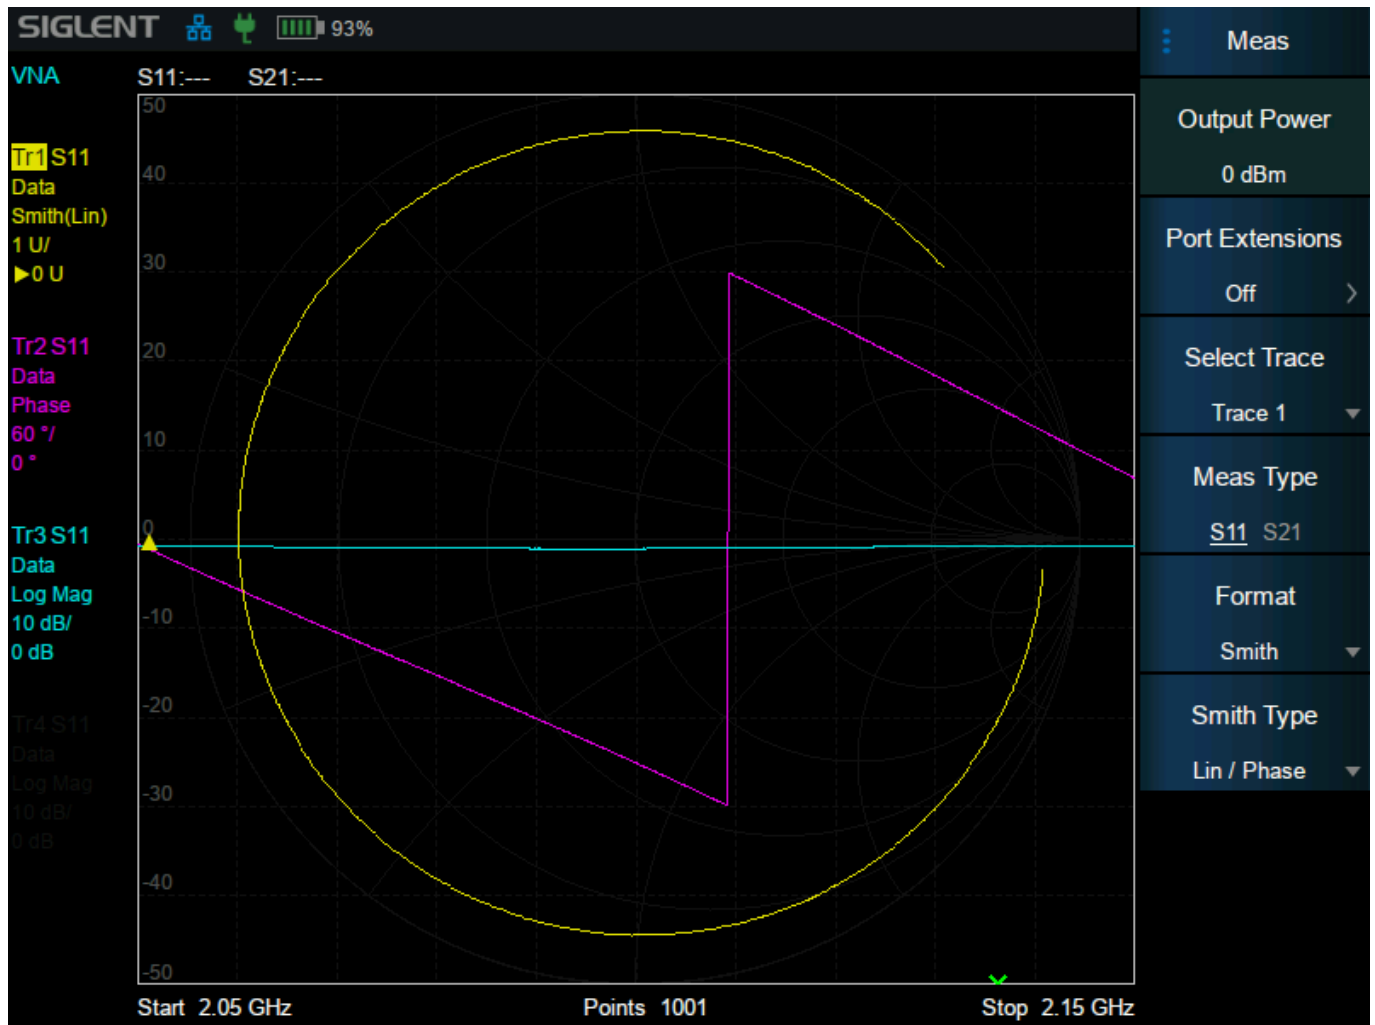 SIGLENT 93% Meas
VNA S11:--- S21:---
50
40
30
20
10
0
-10
-20
-30
-40
-50
Tr1 S11
Data
Smith(Lin)
1 U/
▶0 U
Tr2 S11
Data
Phase
60 °/
0 °
Tr3 S11
Data
Log Mag
10 dB/
0 dB
Tr4 S11
Data
Log Mag
10 dB/
0 dB
Start 2.05 GHz Points 1001 Stop 2.15 GHz
Output Power
0 dBm
Port Extensions
Off >
Select Trace
Trace 1
Meas Type
S11 S21
Format
Smith
Smith Type
Lin / Phase